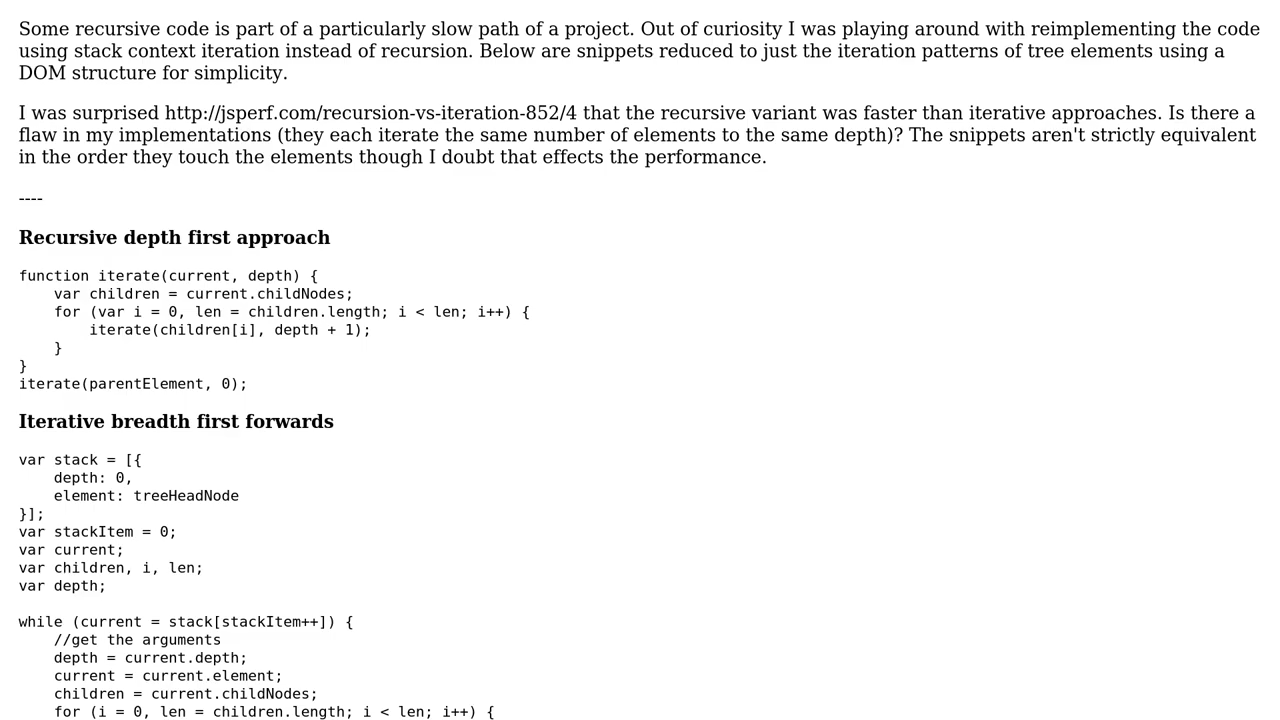 Some recursive code is part of a particularly slow path of a project. Out of curiosity I was playing around with reimplementing the code
using stack context iteration instead of recursion. Below are snippets reduced to just the iteration patterns of tree elements using a
DOM structure for simplicity.
I was surprised http://jsperf.com/recursion-vs-iteration-852/4 that the recursive variant was faster than iterative approaches. Is there a
flaw in my implementations (they each iterate the same number of elements to the same depth)? The snippets aren't strictly equivalent
in the order they touch the elements though I doubt that effects the performance.
----
Recursive depth first approach
function iterate(current, depth) {
    var children = current.childNodes;
    for (var i = 0, len = children.length; i < len; i++) {
        iterate(children[i], depth + 1);
    }
}
iterate(parentElement, 0);
Iterative breadth first forwards
var stack = [{
    depth: 0,
    element: treeHeadNode
}];
var stackItem = 0;
var current;
var children, i, len;
var depth;
while (current = stack[stackItem++]) {
    //get the arguments
    depth = current.depth;
    current = current.element;
    children = current.childNodes;
    for (i = 0, len = children.length; i < len; i++) {